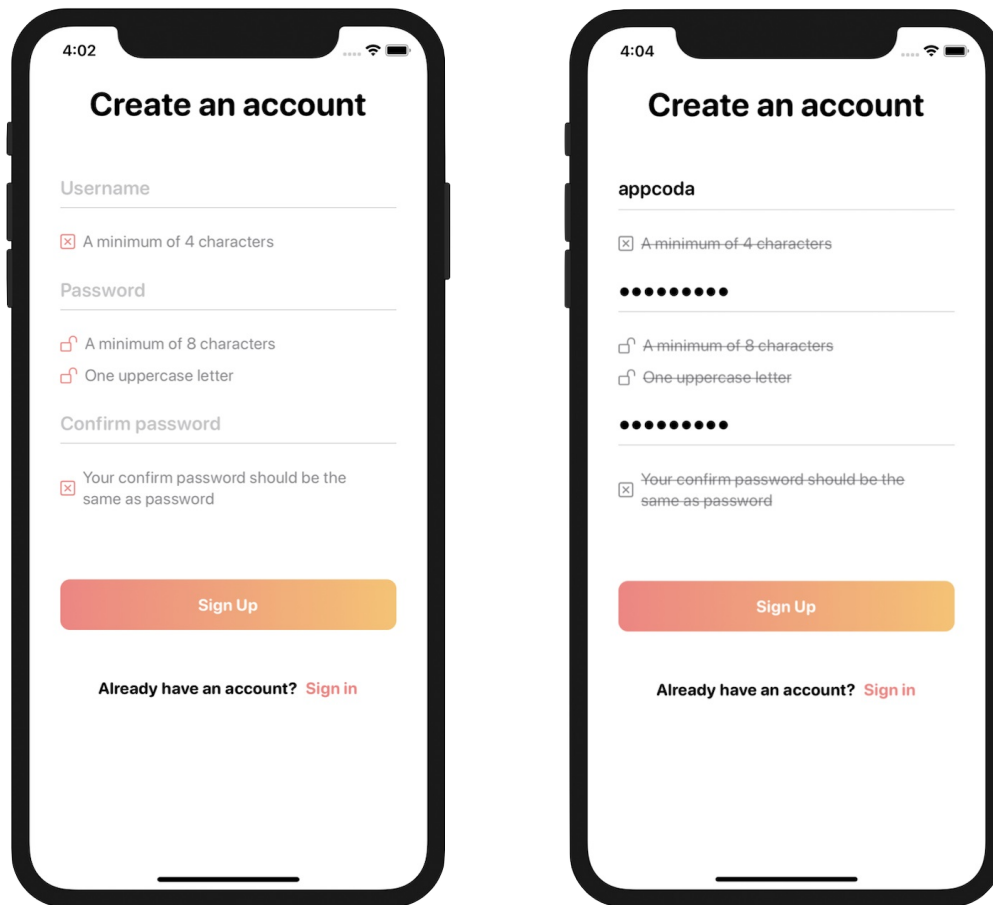 4:02
Create an account
Username
A minimum of 4 characters
Password
A minimum of 8 characters
One uppercase letter
Confirm password
Your confirm password should be the
same as password
Sign Up
Already have an account? Sign in
4:04
Create an account
appcoda
A minimum of 4 characters
●●●●●●●●●
A minimum of 8 characters
One uppercase letter
●●●●●●●●●
Your confirm password should be the
same as password
Sign Up
Already have an account? Sign in